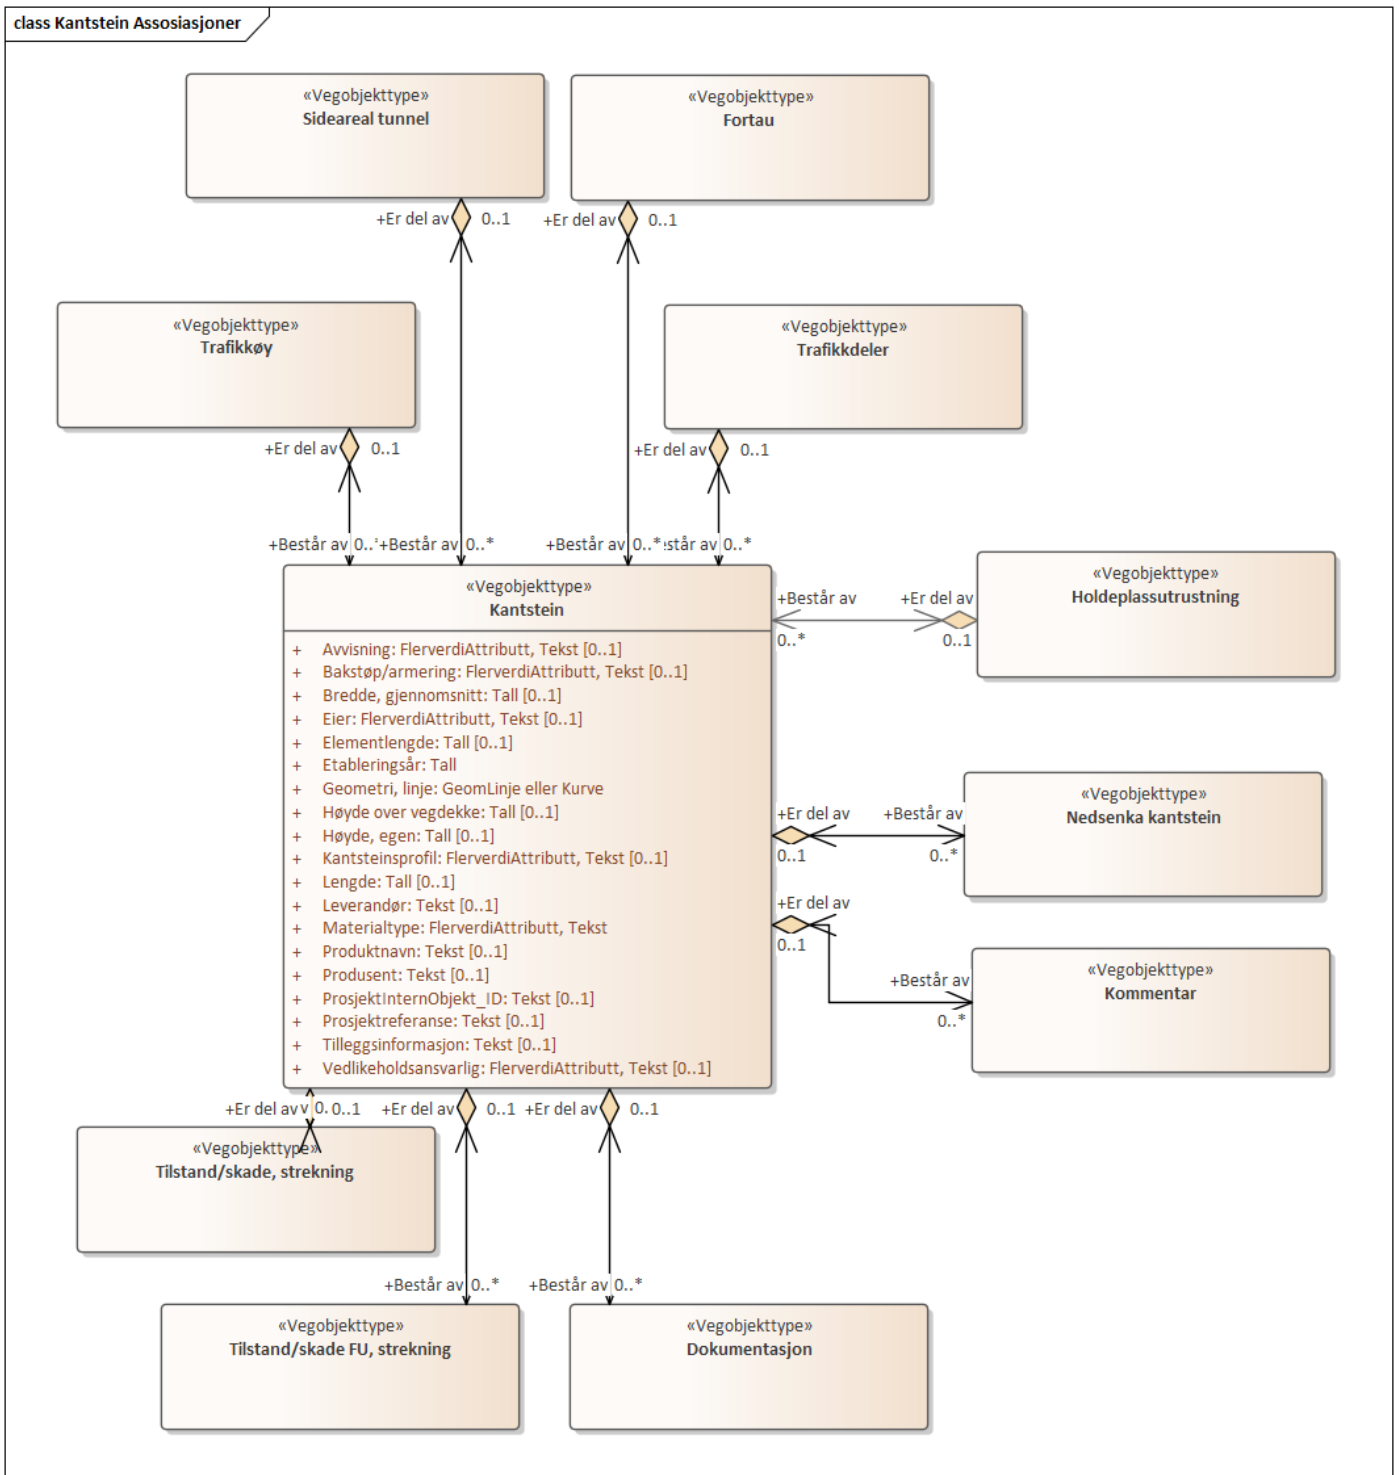 class Kantstein Assosiasjoner
«Vegobjekttype»
Sideareal tunnel
«Vegobjekttype»
Fortau
+Er del av 0..1
+Er del av 0..1
«Vegobjekttype»
Trafikkøy
«Vegobjekttype»
Trafikkdeler
+Er del av 0..1
+Er del av 0..1
+Består av 0..*
+Består av 0..*
+Består av 0..*
står av 0..*
«Vegobjekttype»
Kantstein
+ Avvisning: FlerverdiAttributt, Tekst [0..1]
+ Bakstøp/armering: FlerverdiAttributt, Tekst [0..1]
+ Bredde, gjennomsnitt: Tall [0..1]
+ Eier: FlerverdiAttributt, Tekst [0..1]
+ Elementlengde: Tall [0..1]
+ Etableringsår: Tall
+ Geometri, linje: GeomLinje eller Kurve
+ Høyde over vegdekke: Tall [0..1]
+ Høyde, egen: Tall [0..1]
+ Kantsteinsprofil: FlerverdiAttributt, Tekst [0..1]
+ Lengde: Tall [0..1]
+ Leverandør: Tekst [0..1]
+ Materialtype: FlerverdiAttributt, Tekst
+ Produktnavn: Tekst [0..1]
+ Produsent: Tekst [0..1]
+ ProsjektInternObjekt_ID: Tekst [0..1]
+ Prosjektreferanse: Tekst [0..1]
+ Tilleggsinformasjon: Tekst [0..1]
+ Vedlikeholdsansvarlig: FlerverdiAttributt, Tekst [0..1]
+Består av +Er del av
0..* 0..1
«Vegobjekttype»
Holdeplassutrustning
+Er del av +Består av
0..1 0..*
«Vegobjekttype»
Nedsenka kantstein
+Er del av
0..1
+Består av
0..*
«Vegobjekttype»
Kommentar
+Er del av v 0. 0..1
+Er del av 0..1
+Er del av 0..1
«Vegobjekttype»
Tilstand/skade, strekning
+Består av 0..*
+Består av 0..*
«Vegobjekttype»
Tilstand/skade FU, strekning
«Vegobjekttype»
Dokumentasjon